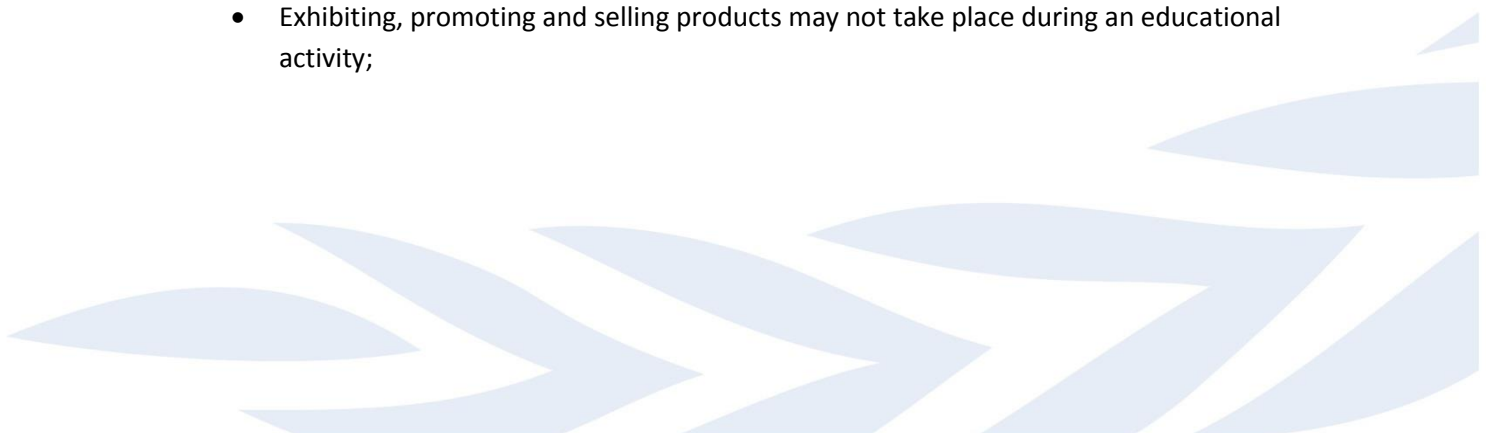 • Exhibiting, promoting and selling products may not take place during an educational
activity;